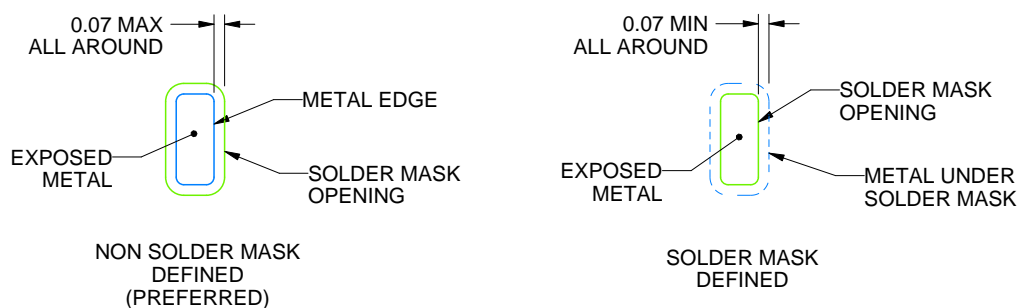 0.07 MAX
ALL AROUND
METAL EDGE
EXPOSED
METAL
SOLDER MASK
OPENING
NON SOLDER MASK
DEFINED
(PREFERRED)
0.07 MIN
ALL AROUND
SOLDER MASK
OPENING
EXPOSED
METAL
METAL UNDER
SOLDER MASK
SOLDER MASK
DEFINED